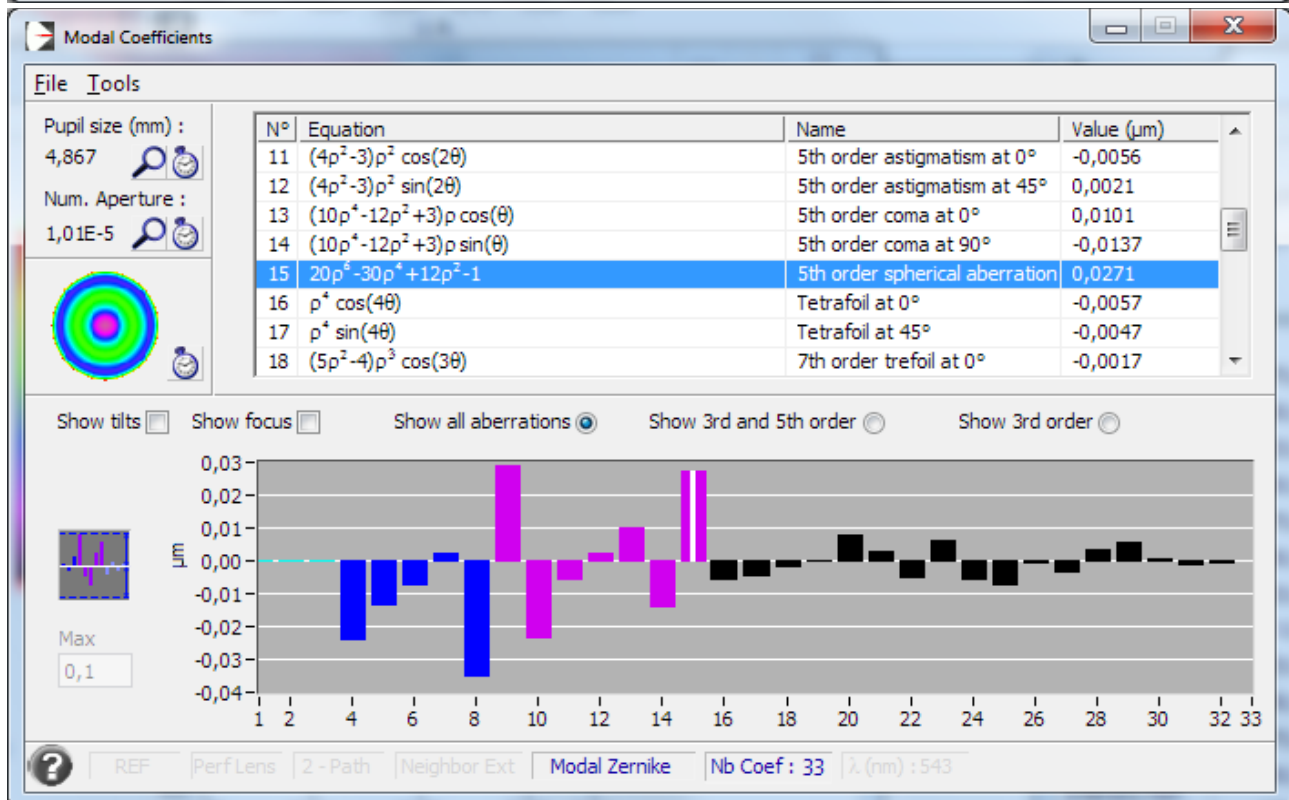 Modal Coefficients
File Tools
Pupil size (mm) :
4,867
Num. Aperture :
1,01E-5
N° Equation Name Value (µm)
11 (4ρ²-3)ρ² cos(2θ) 5th order astigmatism at 0° -0,0056
12 (4ρ²-3)ρ² sin(2θ) 5th order astigmatism at 45° 0,0021
13 (10ρ⁴-12ρ²+3)ρ cos(θ) 5th order coma at 0° 0,0101
14 (10ρ⁴-12ρ²+3)ρ sin(θ) 5th order coma at 90° -0,0137
15 20ρ⁶-30ρ⁴+12ρ²-1 5th order spherical aberration 0,0271
16 ρ⁴ cos(4θ) Tetrafoil at 0° -0,0057
17 ρ⁴ sin(4θ) Tetrafoil at 45° -0,0047
18 (5ρ²-4)ρ³ cos(3θ) 7th order trefoil at 0° -0,0017
Show tilts Show focus Show all aberrations Show 3rd and 5th order Show 3rd order
0,03
0,02
0,01
0,00
-0,01
-0,02
-0,03
-0,04
µm
Max
0,1
1 2 4 6 8 10 12 14 16 18 20 22 24 26 28 30 32 33
? REF Perf Lens 2 - Path Neighbor Ext Modal Zernike Nb Coef : 33 λ (nm) : 543